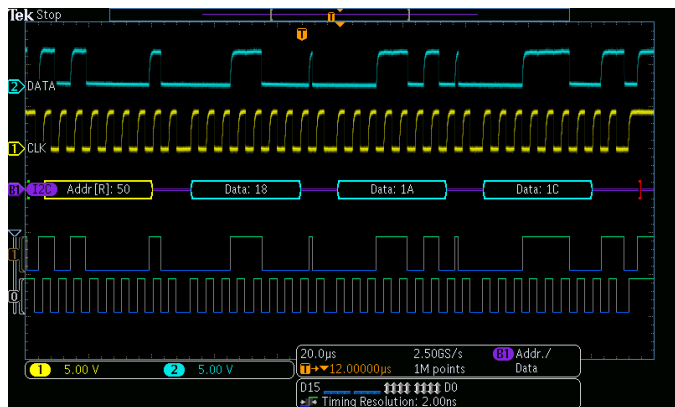 Tek Stop
T
T
2 DATA
1 CLK
B1 I2C Addr[R]: 50 Data: 18 Data: 1A Data: 1C
1
0
1 5.00 V 2 5.00 V
20.0µs 2.50GS/s B1 Addr./
T→▼12.00000µs 1M points Data
D15 D0
Timing Resolution: 2.00ns